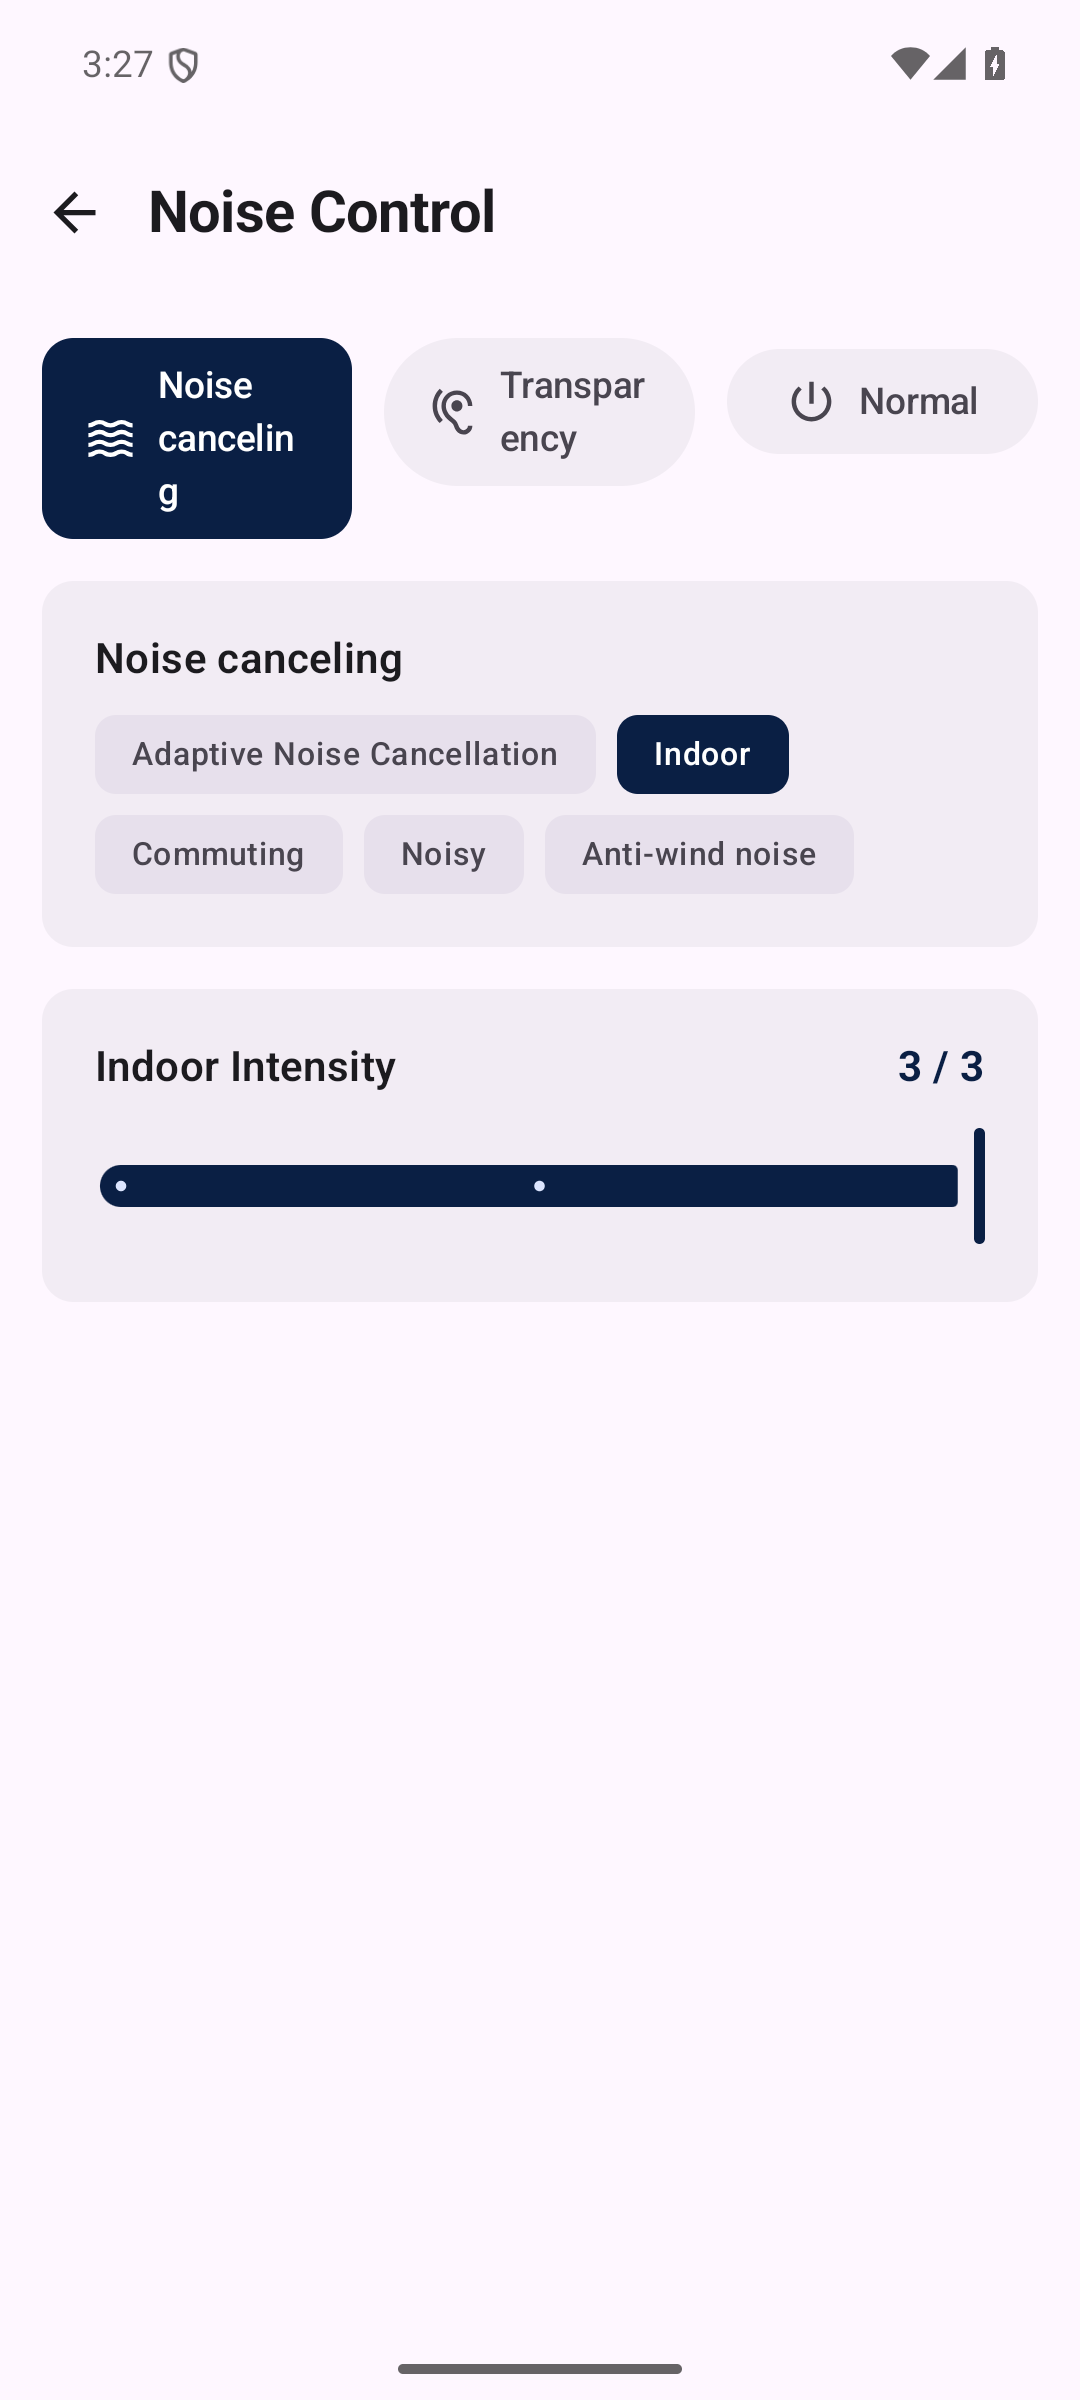 3:27
Noise Control
Noise
cancelin
g
Transpar
ency
Normal
Noise canceling
Adaptive Noise Cancellation
Indoor
Commuting
Noisy
Anti-wind noise
Indoor Intensity
3 / 3